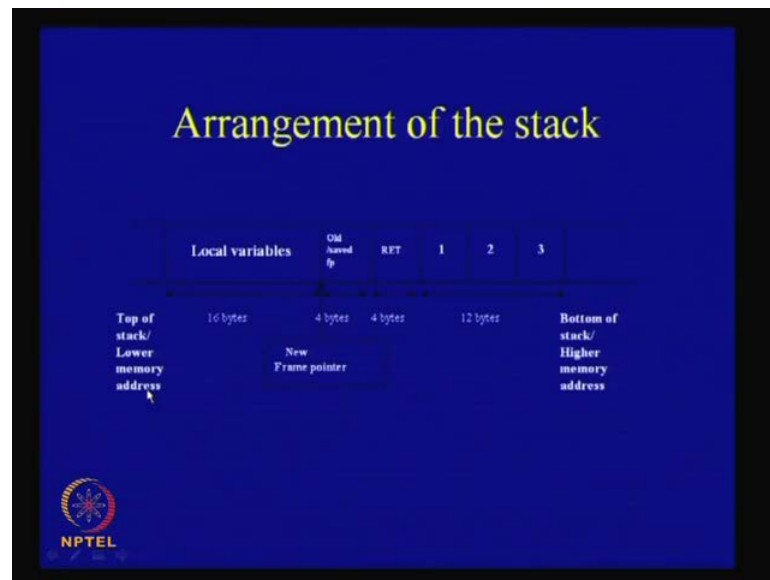 Arrangement of the stack
Local variables
Old
/saved
fp
RET
1
2
3
16 bytes
4 bytes
4 bytes
12 bytes
Top of
stack/
Lower
memory
address
New
Frame pointer
Bottom of
stack/
Higher
memory
address
NPTEL